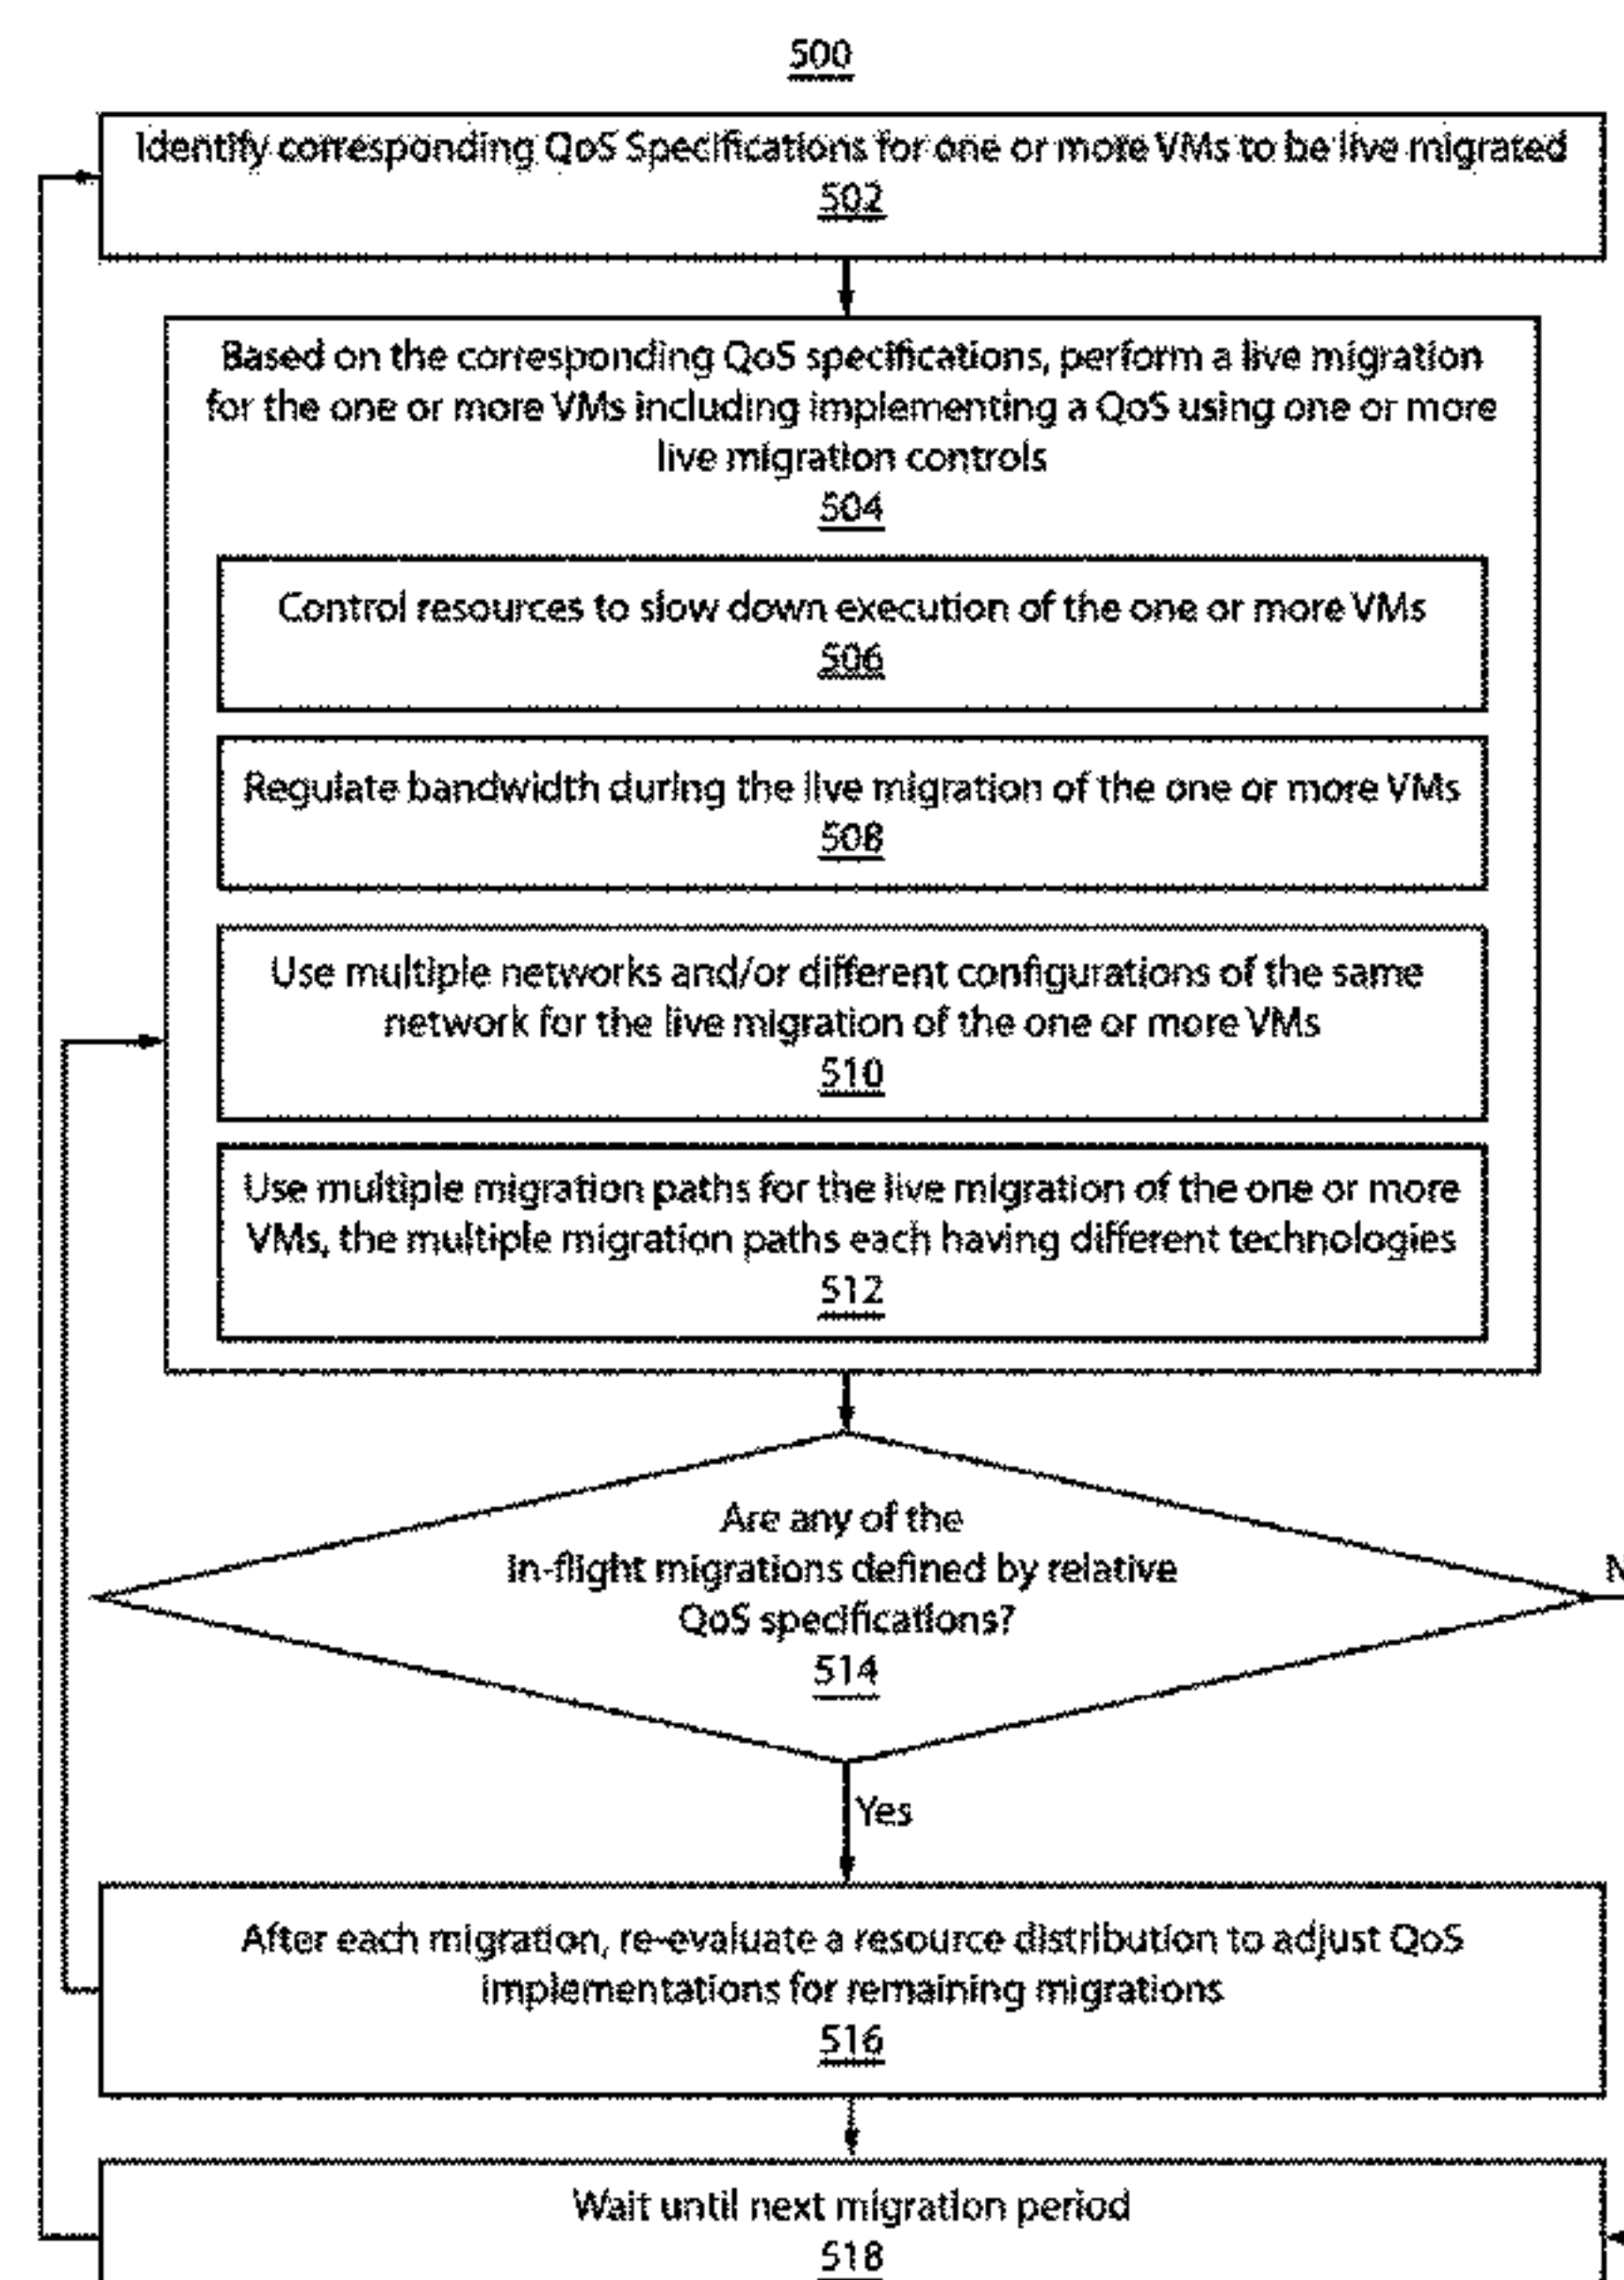 500
Identify corresponding QoS Specifications for one or more VMs to be live migrated
502
Based on the corresponding QoS specifications, perform a live migration
for the one or more VMs including implementing a QoS using one or more
live migration controls
504
Control resources to slow down execution of the one or more VMs
506
Regulate bandwidth during the live migration of the one or more VMs
508
Use multiple networks and/or different configurations of the same
network for the live migration of the one or more VMs
510
Use multiple migration paths for the live migration of the one or more
VMs, the multiple migration paths each having different technologies
512
Are any of the
in-flight migrations defined by relative
QoS specifications?
514
Yes
After each migration, re-evaluate a resource distribution to adjust QoS
implementations for remaining migrations
516
Wait until next migration period
518